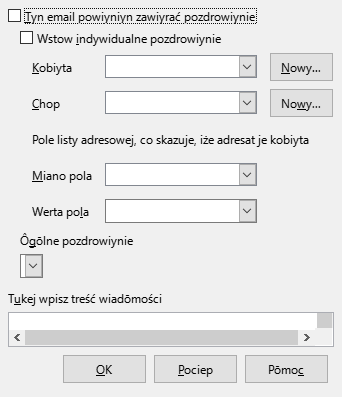 Tyn email powiyniyn zawiyrać pozdrowiynie
Wstow indywidualne pozdrowiynie
Kobiyta
Nowy...
Chop
Nowy...
Pole listy adresowej, co skazuje, iże adresat je kobiyta
Miano pola
Werta pola
Ôgōlne pozdrowiynie
Tukej wpisz treść wiadōmości
OK
Pociep
Pōmoc